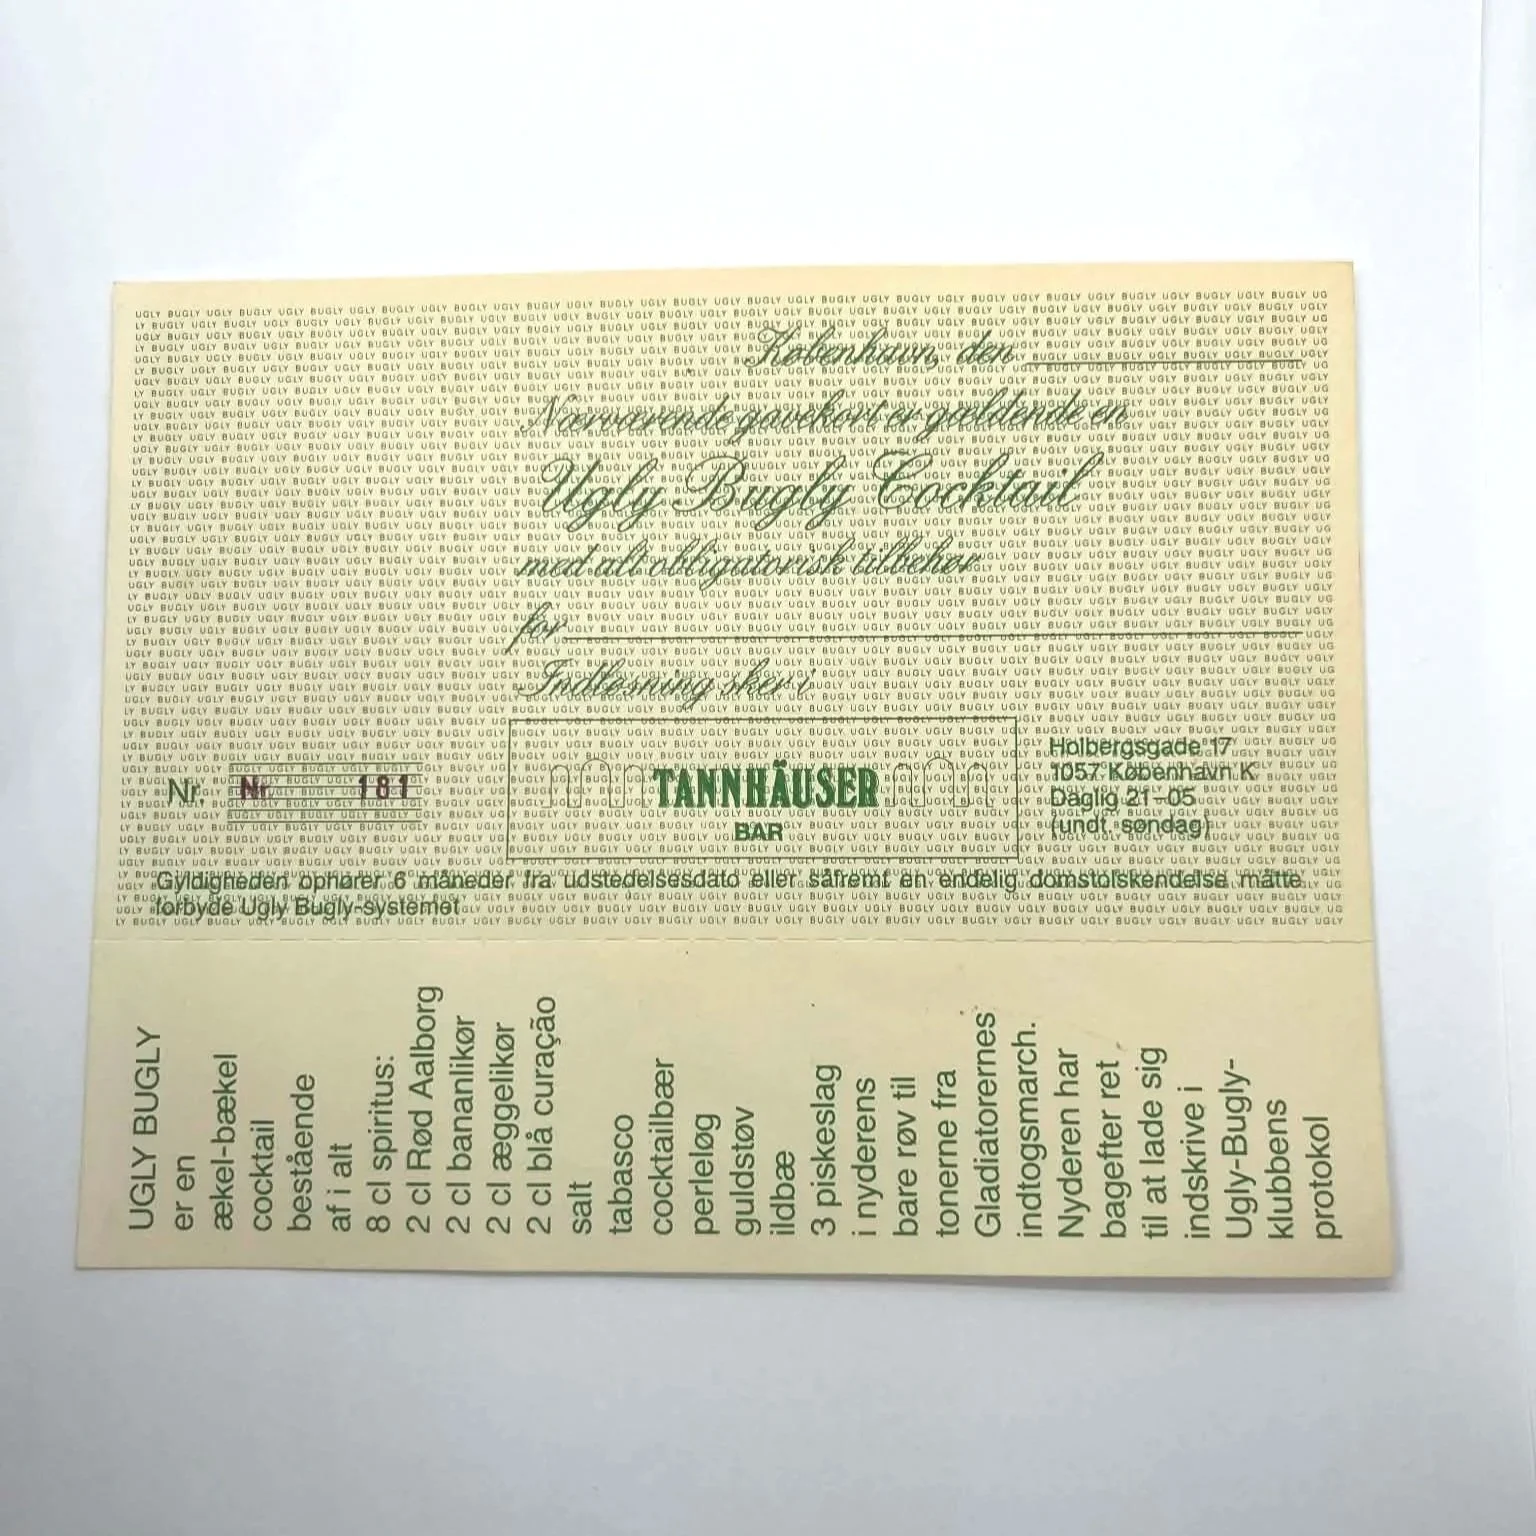 København, den
Nærværende gavekort er gældende en
Ugly Bugly Cocktail
med alt obligatorisk tilbehør
for
Indløsning sker i
Nr. Nr. 181
TANNHÄUSER
BAR
Holbergsgade 17
1057 København K
Daglig 21-05
(undt. søndag)
Gyldigheden ophører 6 måneder fra udstedelsesdato eller såfremt en endelig domstolskendelse måtte
forbyde Ugly Bugly-systemet
UGLY BUGLY
er en
ækel-bækel
cocktail
bestående
af i alt
8 cl spiritus:
2 cl Rød Aalborg
2 cl bananlikør
2 cl æggelikør
2 cl blå curação
salt
tabasco
cocktailbær
perleløg
guldstøv
ildbæ
3 piskeslag
i nyderens
bare røv til
tonerne fra
Gladiatorernes
indtogsmarch.
Nyderen har
bagefter ret
til at lade sig
indskrive i
Ugly-Bugly-
klubbens
protokol